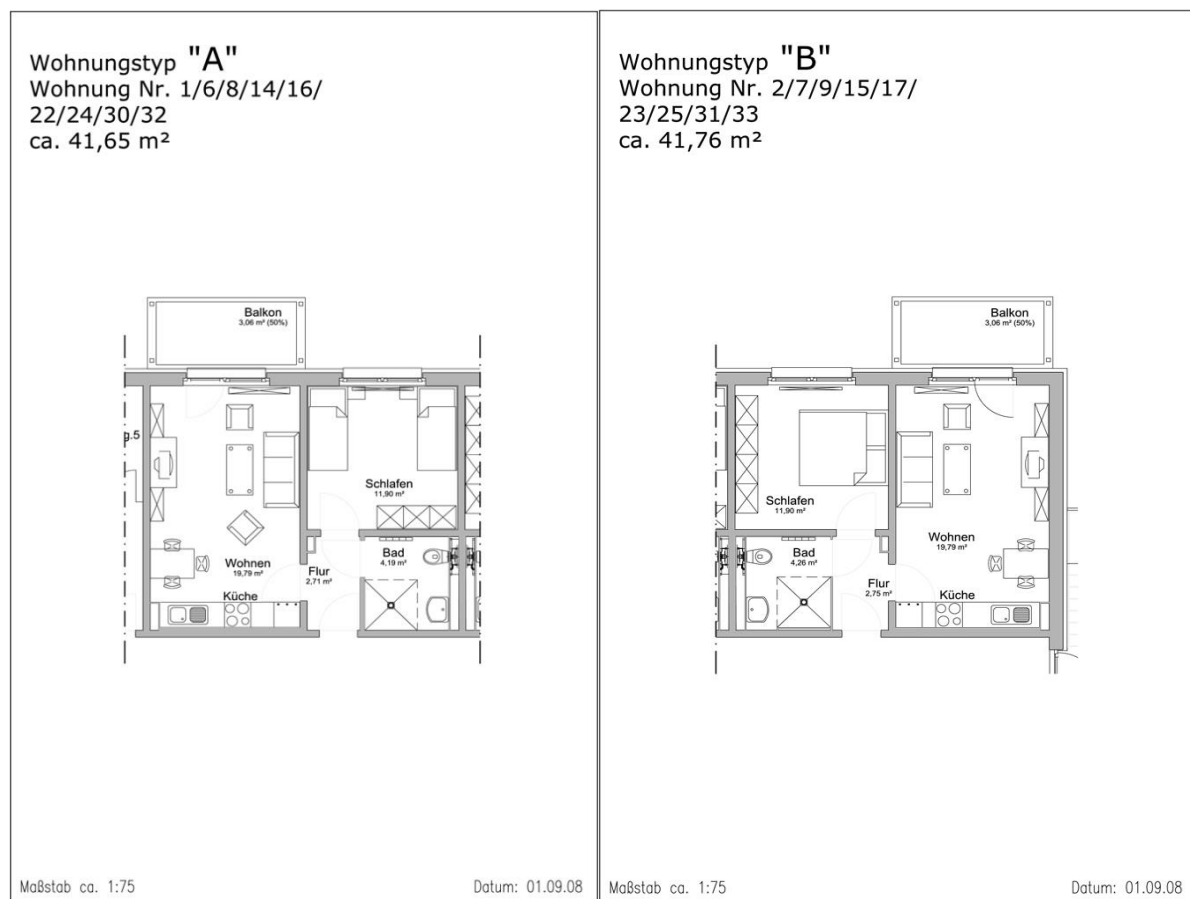 Wohnungstyp "A"
Wohnung Nr. 1/6/8/14/16/
22/24/30/32
ca. 41,65 m²
Balkon
3,06 m² (50%)
g.5
Schlafen
11,90 m²
Wohnen
19,79 m²
Flur
2,71 m²
Bad
4,19 m²
Küche
Maßstab ca. 1:75
Datum: 01.09.08
Wohnungstyp "B"
Wohnung Nr. 2/7/9/15/17/
23/25/31/33
ca. 41,76 m²
Balkon
3,06 m² (50%)
Schlafen
11,90 m²
Wohnen
19,79 m²
Bad
4,26 m²
Flur
2,75 m²
Küche
Maßstab ca. 1:75
Datum: 01.09.08